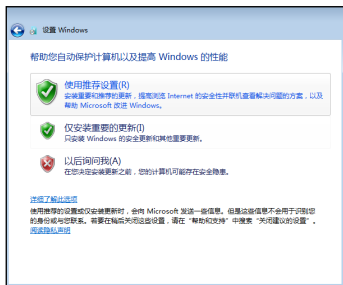 设置 Windows
帮助您自动保护计算机以及提高 Windows 的性能
使用推荐设置(R)
安装重要和推荐的更新,提高浏览 Internet 的安全性并联机查看解决问题的方案,以及
帮助 Microsoft 改进 Windows。
仅安装重要的更新(I)
只安装 Windows 的安全更新和其他重要更新。
以后询问我(A)
在您决定安装更新之前,您的计算机可能存在安全隐患。
详细了解此选项
使用推荐的设置或仅安装更新时,会向 Microsoft 发送一些信息。但是这些信息不会用于识别您
的身份或与您联系。若要在稍后关闭这些设置,请在“帮助和支持”中搜索“关闭建议的设置”。
阅读隐私声明